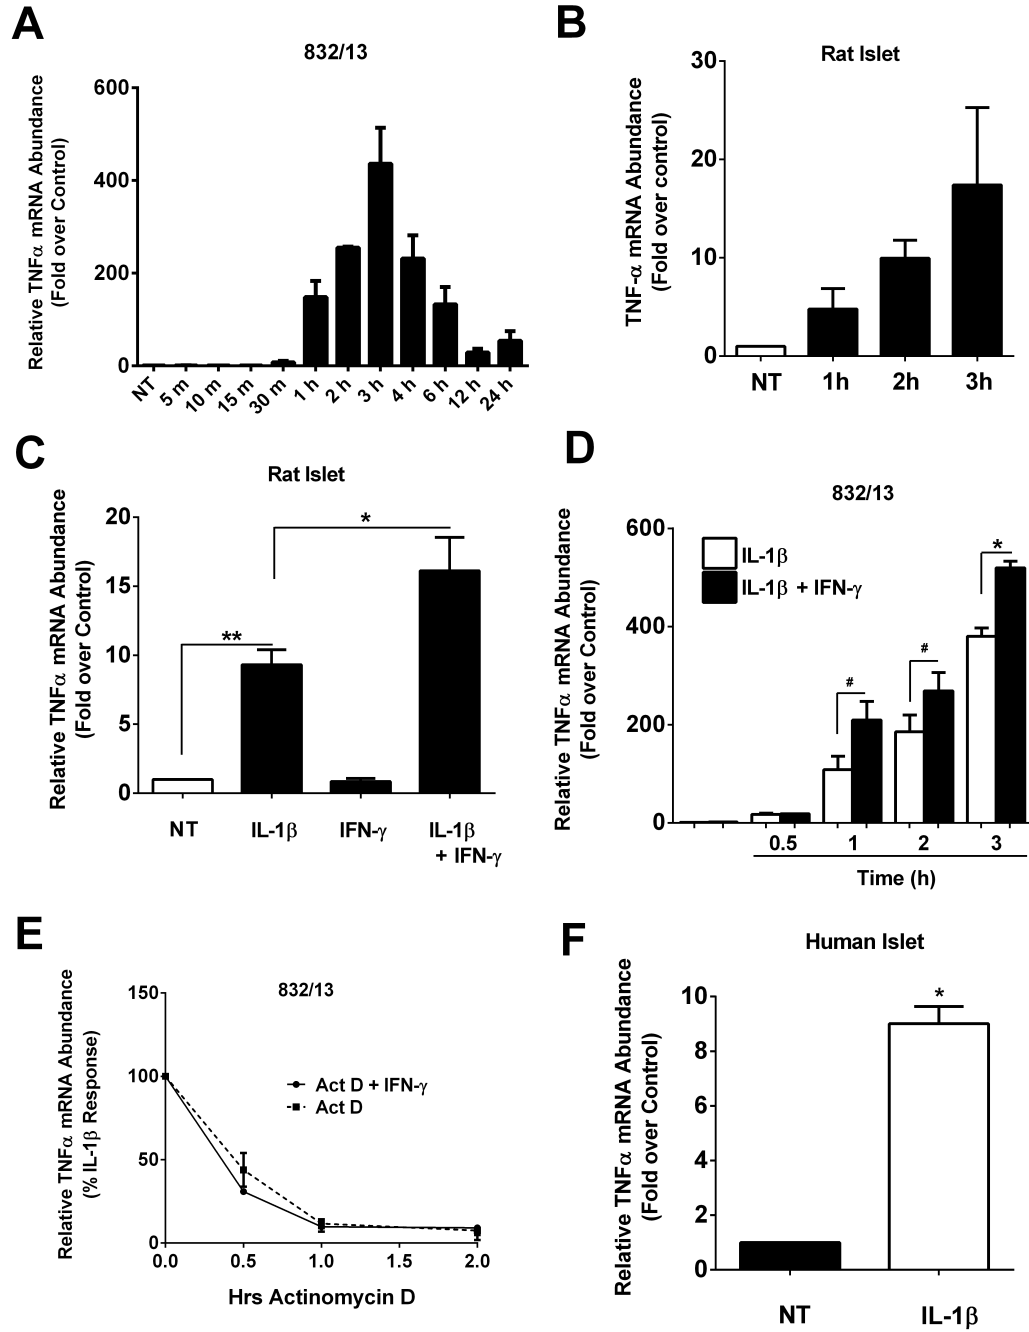 A
832/13
Relative TNFα mRNA Abundance
(Fold over Control)
600
400
200
0
NT
5 m
10 m
15 m
30 m
1 h
2 h
3 h
4 h
6 h
12 h
24 h
B
Rat Islet
TNF-α mRNA Abundance
(Fold over control)
30
20
10
0
NT
1h
2h
3h
C
Rat Islet
Relative TNFα mRNA Abundance
(Fold over Control)
20
15
10
5
0
**
*
NT
IL-1β
IFN-γ
IL-1β
+ IFN-γ
D
832/13
Relative TNFα mRNA Abundance
(Fold over Control)
600
400
200
0
IL-1β
IL-1β + IFN-γ
#
#
*
0.5
1
2
3
Time (h)
E
832/13
Relative TNFα mRNA Abundance
(% IL-1β Response)
150
100
50
0
Act D + IFN-γ
Act D
0.0
0.5
1.0
1.5
2.0
Hrs Actinomycin D
F
Human Islet
Relative TNFα mRNA Abundance
(Fold over Control)
10
8
6
4
2
0
*
NT
IL-1β